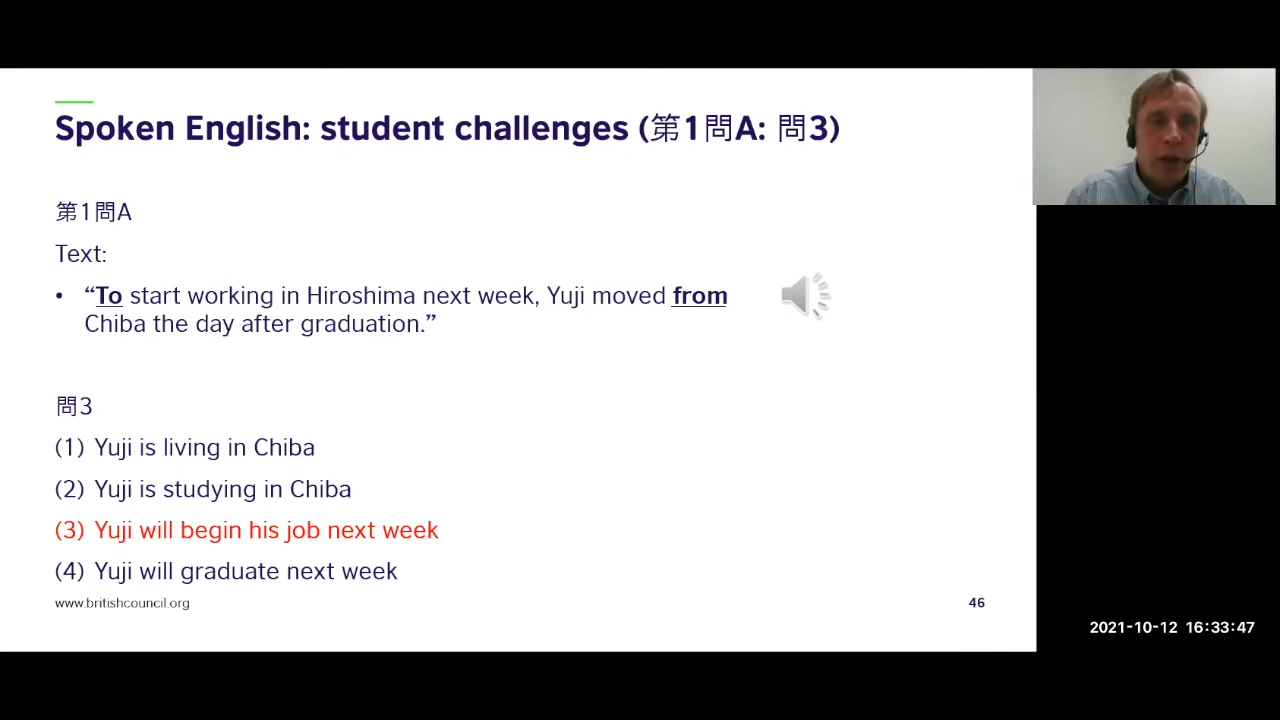 Spoken English: student challenges (第1問A: 問3)
第1問A
Text:
• “To start working in Hiroshima next week, Yuji moved from
Chiba the day after graduation.”
問3
(1) Yuji is living in Chiba
(2) Yuji is studying in Chiba
(3) Yuji will begin his job next week
(4) Yuji will graduate next week
www.britishcouncil.org
46
2021-10-12 16:33:47